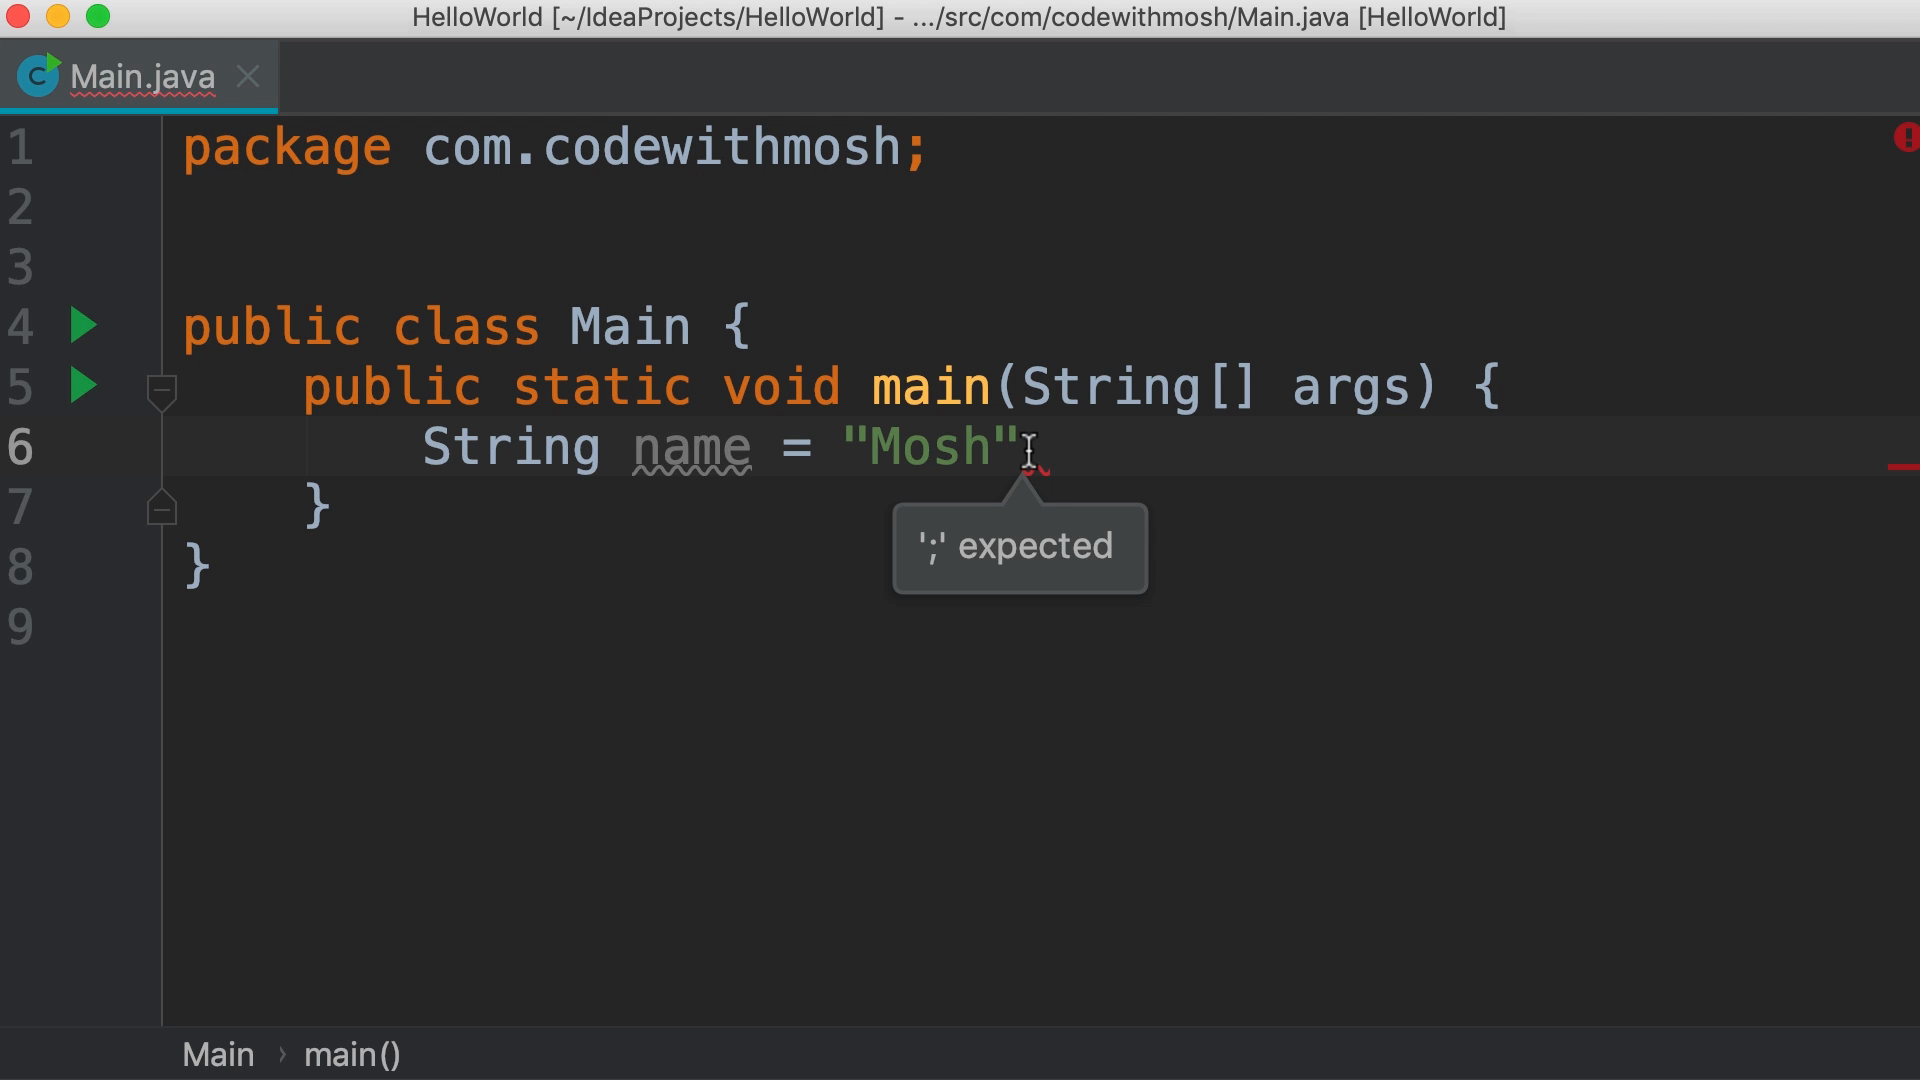 HelloWorld [~/IdeaProjects/HelloWorld] - .../src/com/codewithmosh/Main.java [HelloWorld]
C Main.java
1 package com.codewithmosh;
2
3
4 public class Main {
5 public static void main(String[] args) {
6 String name = "Mosh"
7 }
';' expected
8 }
9
Main › main()